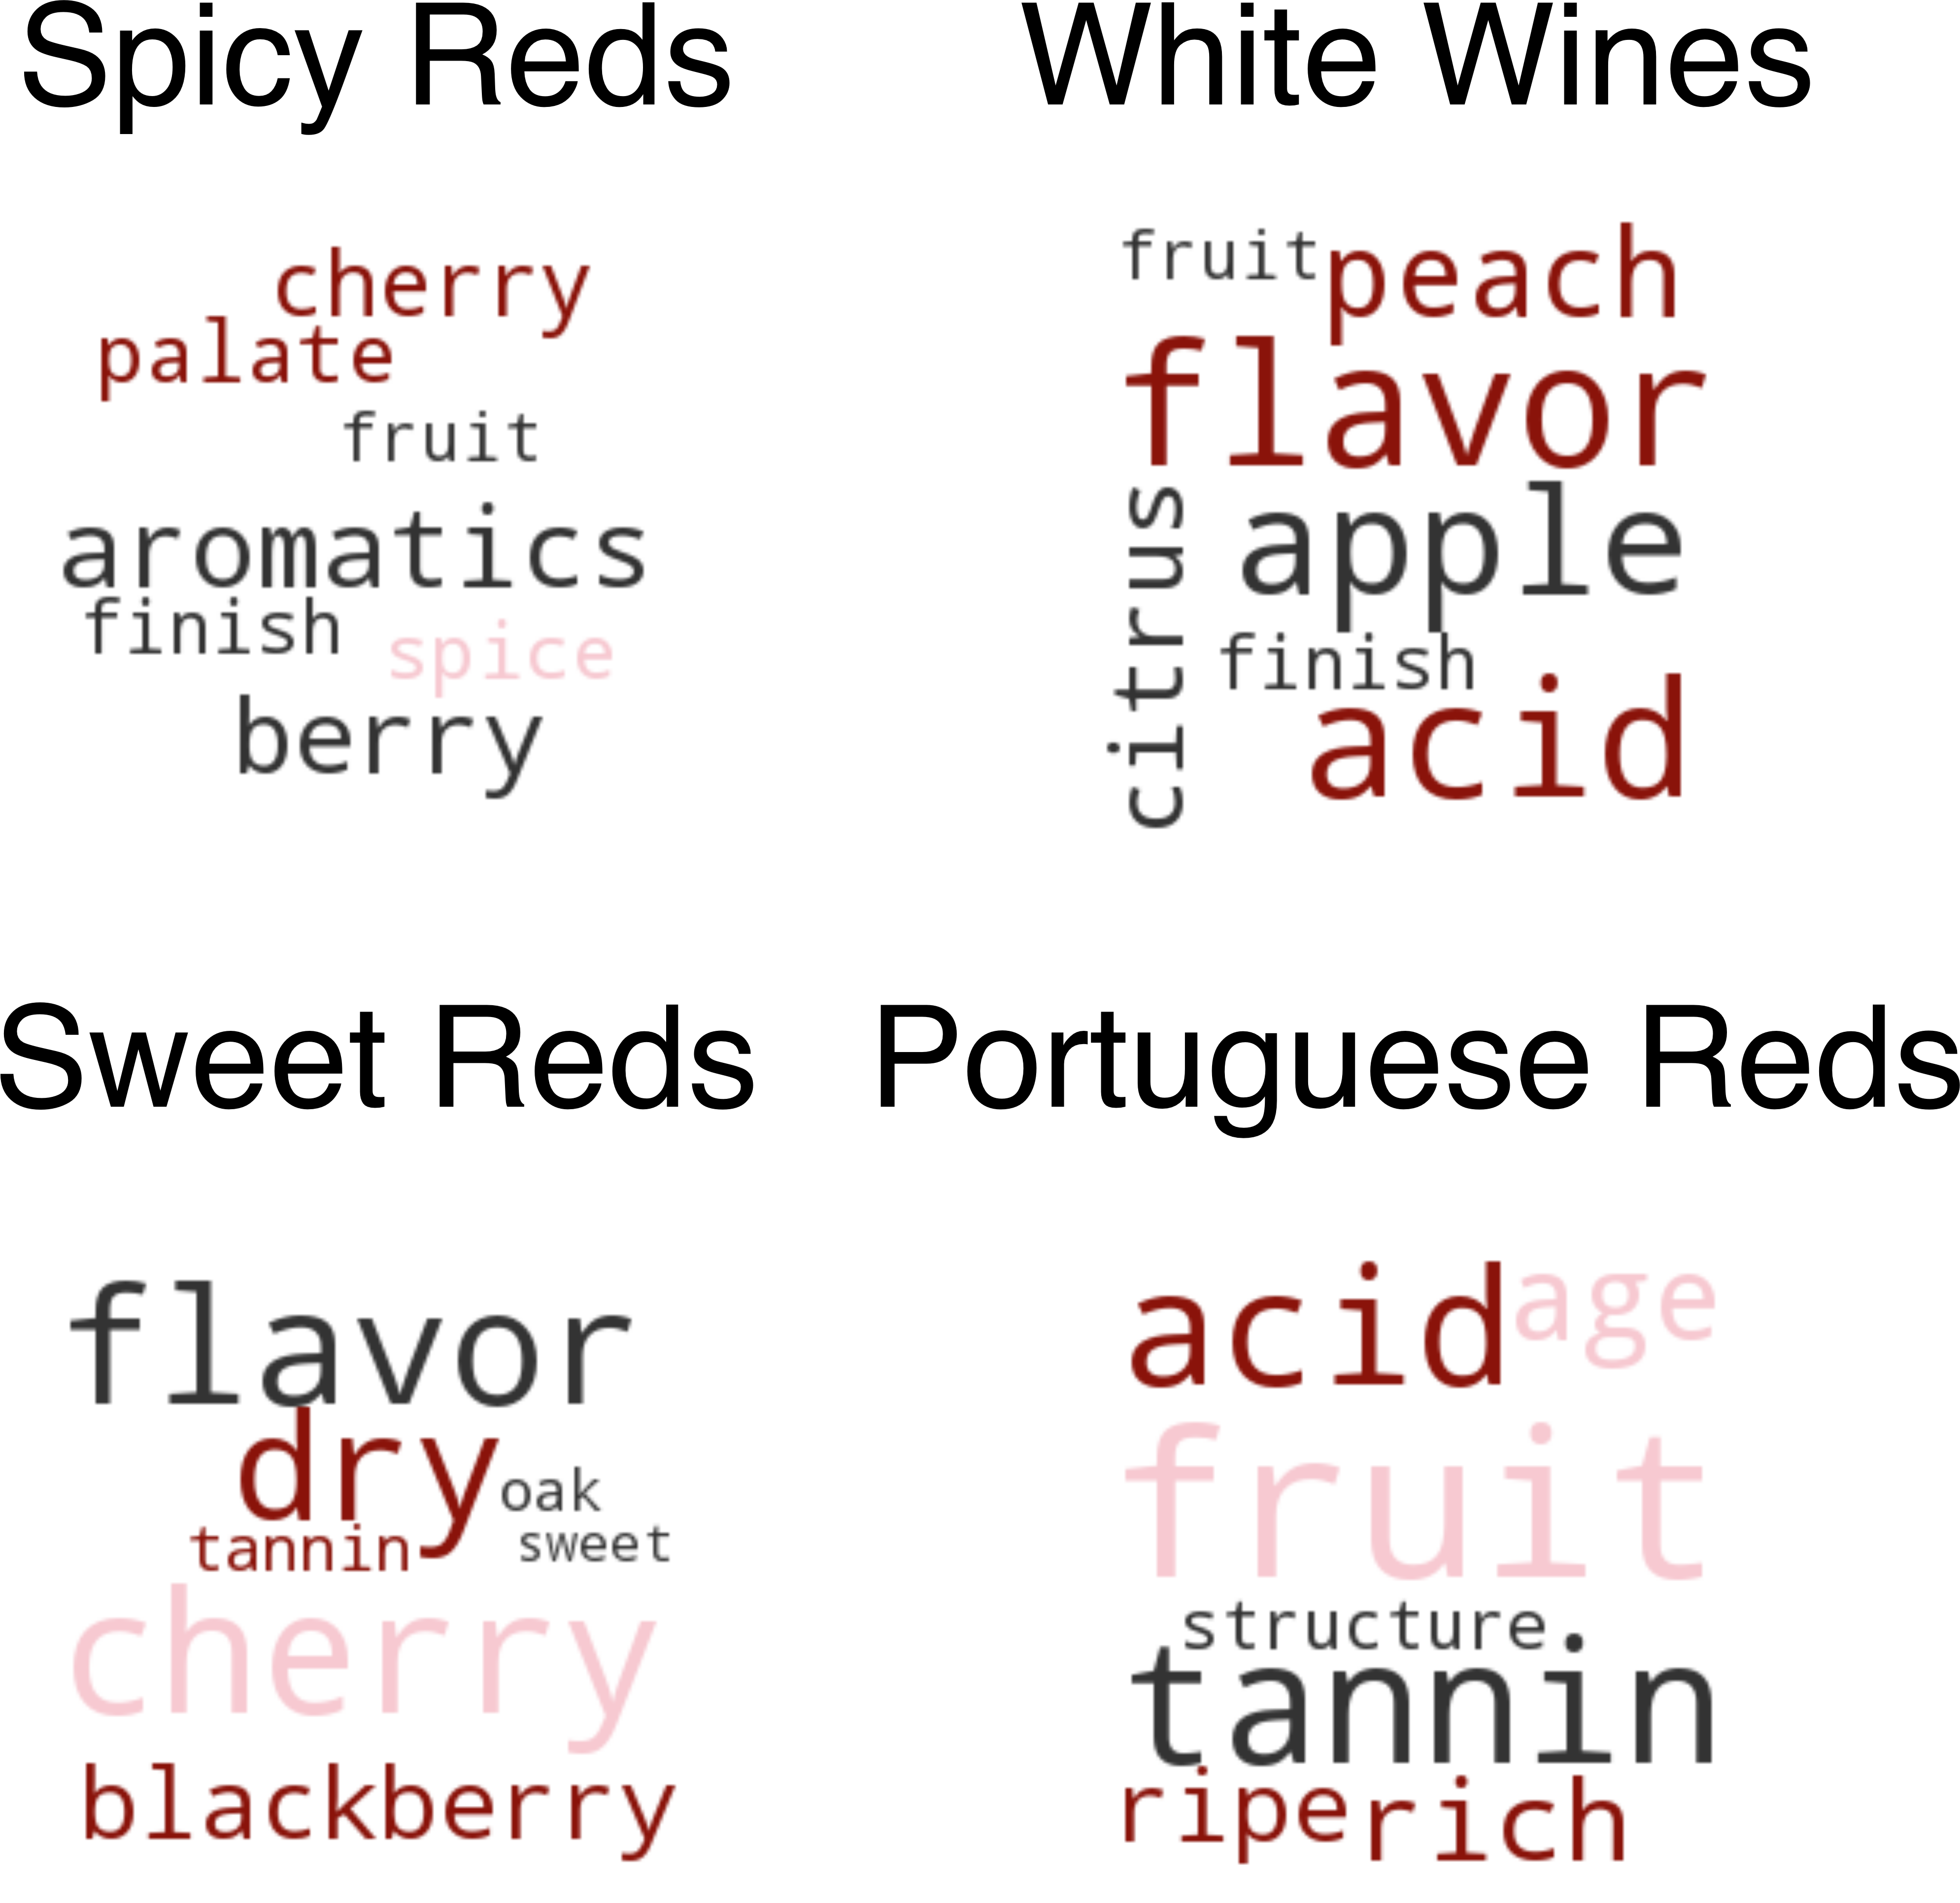 Spicy Reds
cherry
palate
fruit
aromatics
finish
spice
berry
White Wines
fruit
peach
flavor
citrus
apple
finish
acid
Sweet Reds
flavor
dry
oak
tannin
sweet
cherry
blackberry
Portuguese Reds
acid
age
fruit
structure
tannin
ripe
rich